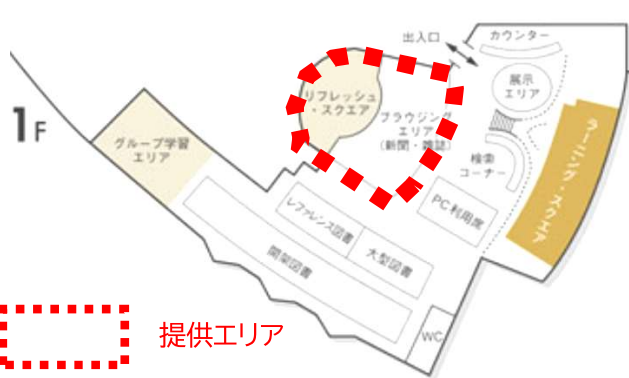 出入口
カウンター
展示
エリア
リフレッシュ
・スクエア
ブラウジング
エリア
(新聞・雑誌)
1F
グループ学習
エリア
検索
コーナー
ラーニング・スクエア
PC利用席
レファレンス図書
大型図書
開架図書
WC
提供エリア